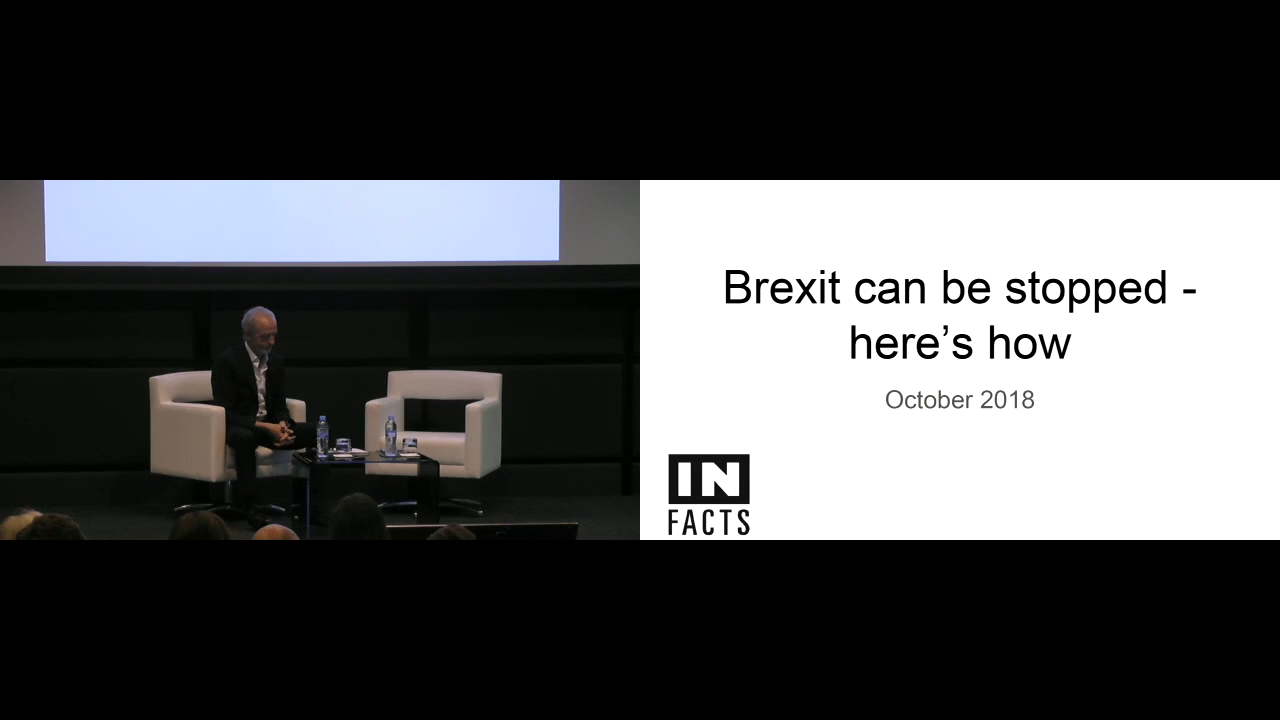 Brexit can be stopped -
here’s how
October 2018
IN
FACTS